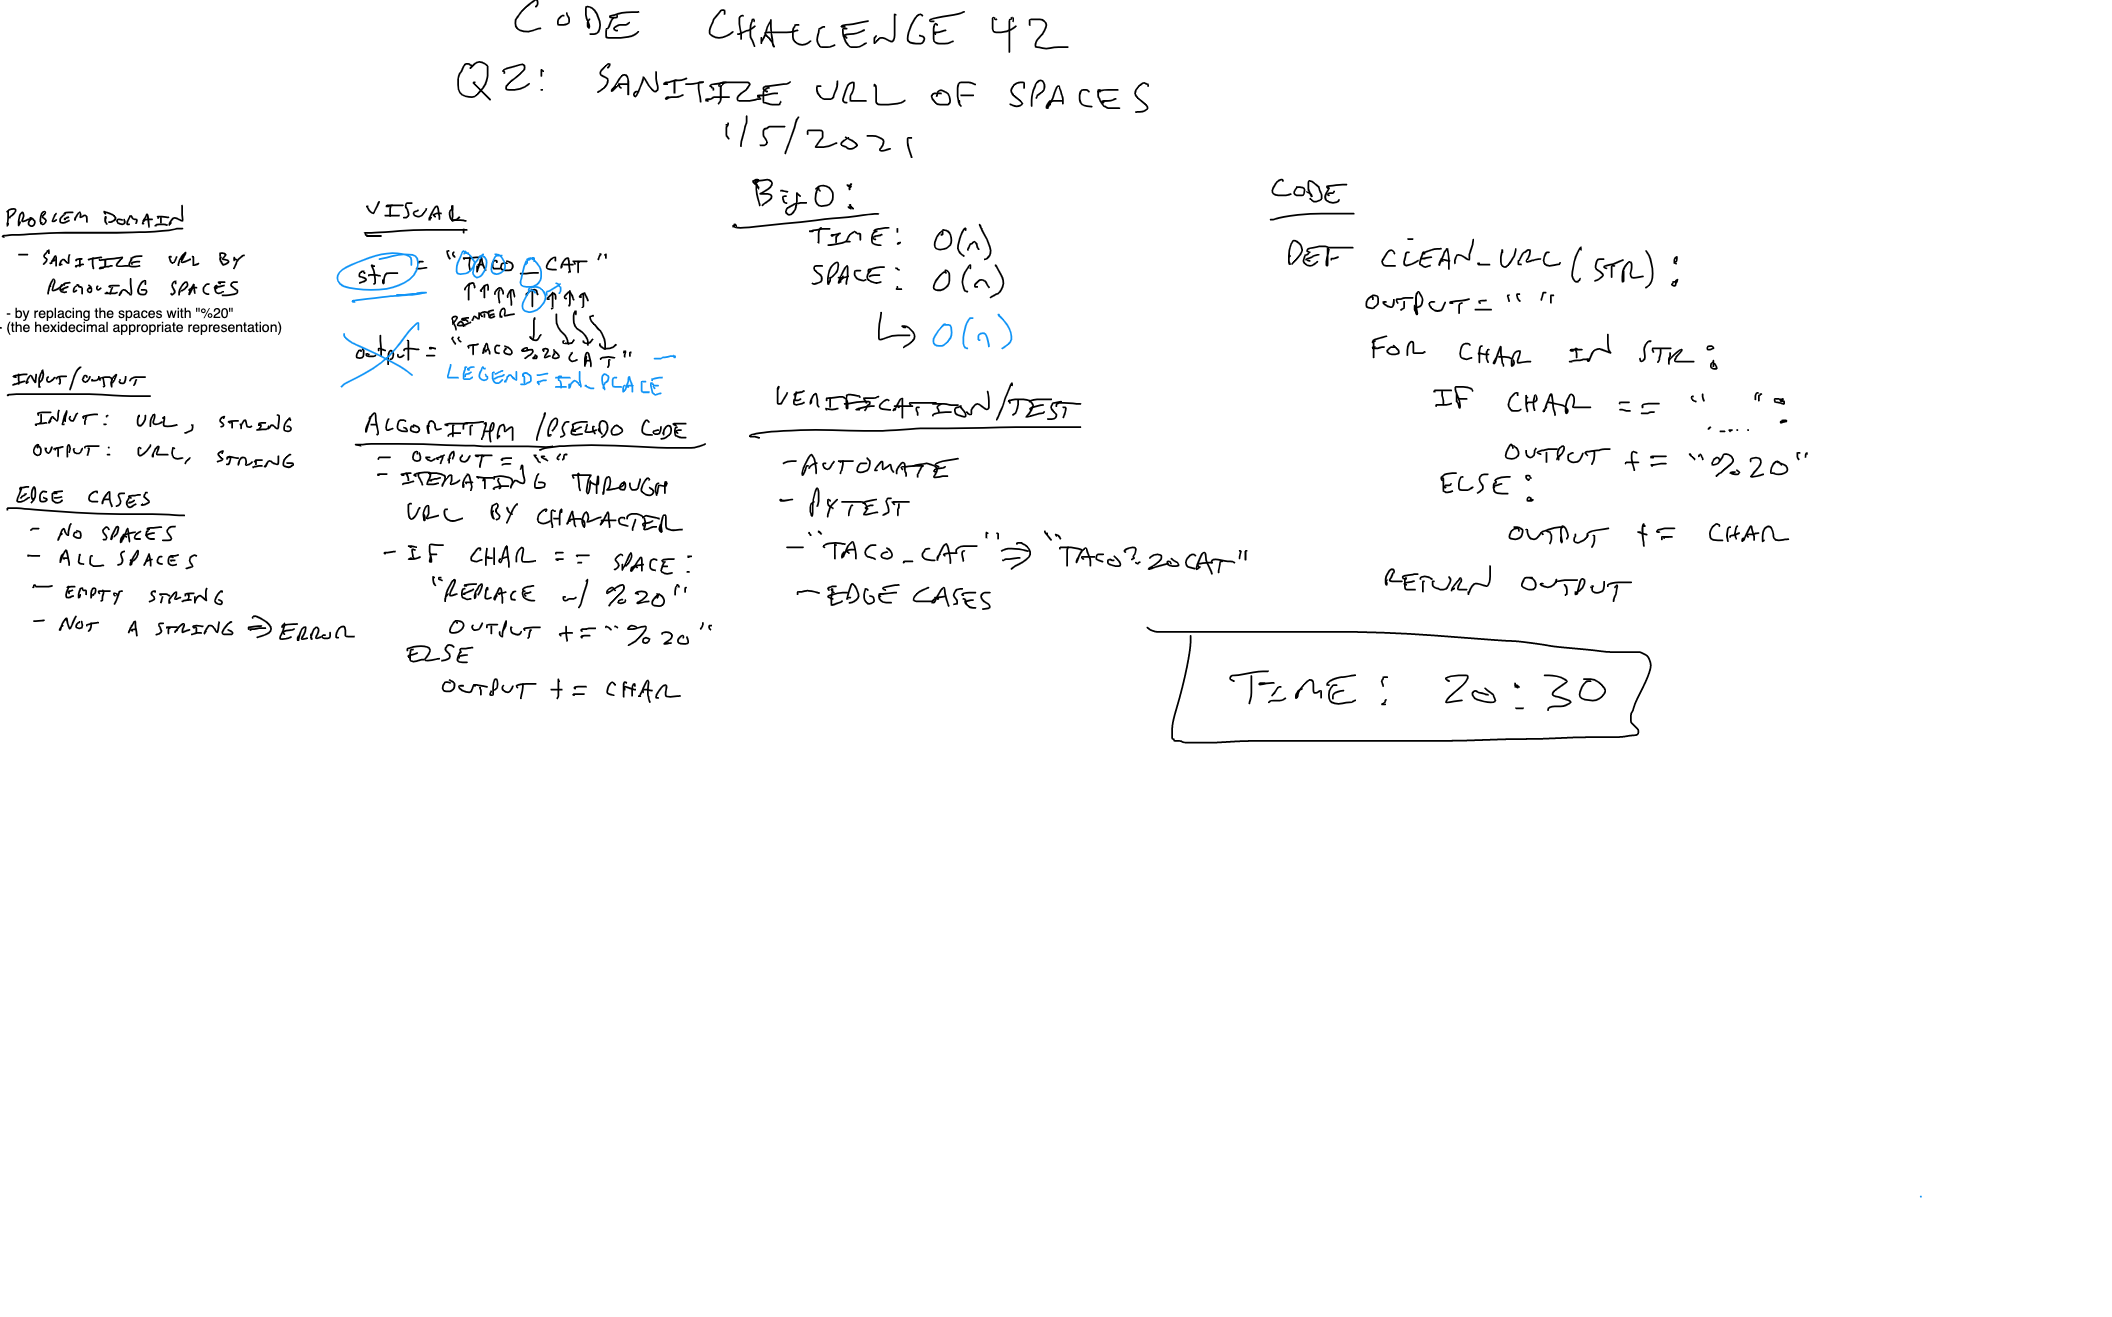 CODE CHALLENGE 42
Q2: SANITIZE URL OF SPACES
1/5/2021
PROBLEM DOMAIN
- SANITIZE URL BY
REMOVING SPACES
- by replacing the spaces with "%20"
- (the hexidecimal appropriate representation)
INPUT/OUTPUT
INPUT: URL, STRING
OUTPUT: URL, STRING
EDGE CASES
- NO SPACES
- ALL SPACES
- EMPTY STRING
- NOT A STRING => ERROR
VISUAL
str = "TACO_CAT"
↑↑↑↑↑↑↑↑
POINTER ↓↓↓↓
output = "TACO%20CAT"
LEGEND = IN_PLACE
ALGORITHM / PSEUDO CODE
- OUTPUT = ""
- ITERATING THROUGH
URL BY CHARACTER
- IF CHAR == SPACE:
"REPLACE w/ %20"
OUTPUT += "%20"
ELSE
OUTPUT += CHAR
Big O:
TIME: O(n)
SPACE: O(n)
↳ O(n)
VERIFICATION/TEST
- AUTOMATE
- PYTEST
- "TACO_CAT" => "TACO%20CAT"
- EDGE CASES
CODE
DEF CLEAN_URL(STR):
OUTPUT = " "
FOR CHAR IN STR:
IF CHAR == " ":
OUTPUT += "%20"
ELSE:
OUTPUT += CHAR
RETURN OUTPUT
TIME: 20:30